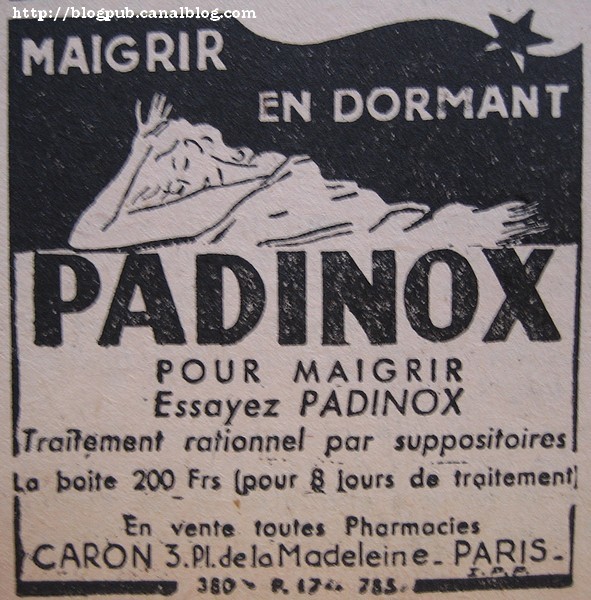 http://blogpub.canalblog.com
MAIGRIR
EN DORMANT
PADINOX
POUR MAIGRIR
Essayez PADINOX
Traitement rationnel par suppositoires
La boite 200 Frs (pour 8 jours de traitement)
En vente toutes Pharmacies
CARON 3.Pl. de la Madeleine - PARIS -